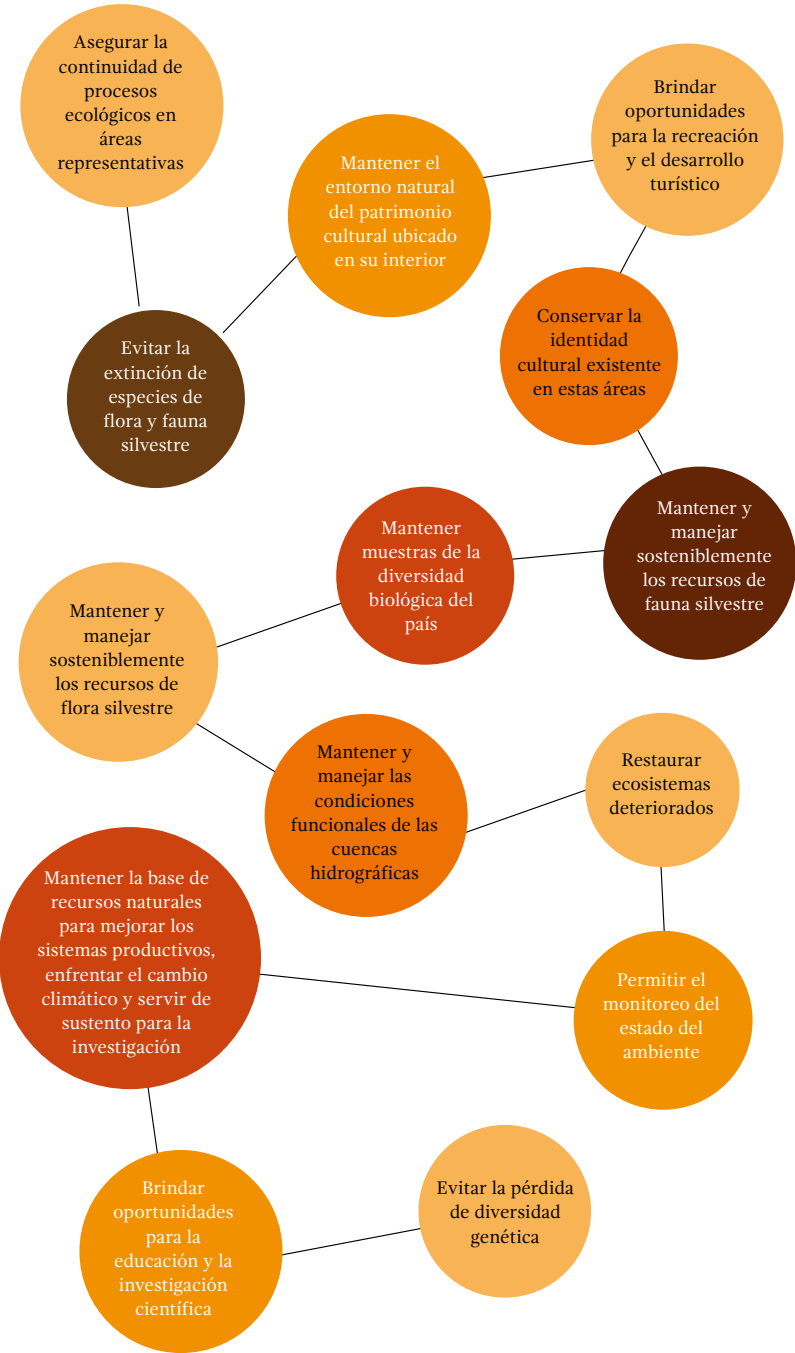 Asegurar la
continuidad de
procesos
ecológicos en
áreas
representativas
Mantener el
entorno natural
del patrimonio
cultural ubicado
en su interior
Brindar
oportunidades
para la recreación
y el desarrollo
turístico
Evitar la
extinción de
especies de
flora y fauna
silvestre
Conservar la
identidad
cultural existente
en estas áreas
Mantener y
manejar
sosteniblemente
los recursos de
fauna silvestre
Mantener
muestras de la
diversidad
biológica del
país
Mantener y
manejar
sosteniblemente
los recursos de
flora silvestre
Mantener y
manejar las
condiciones
funcionales de las
cuencas
hidrográficas
Restaurar
ecosistemas
deteriorados
Mantener la base de
recursos naturales
para mejorar los
sistemas productivos,
enfrentar el cambio
climático y servir de
sustento para la
investigación
Permitir el
monitoreo del
estado del
ambiente
Brindar
oportunidades
para la
educación y la
investigación
científica
Evitar la pérdida
de diversidad
genética